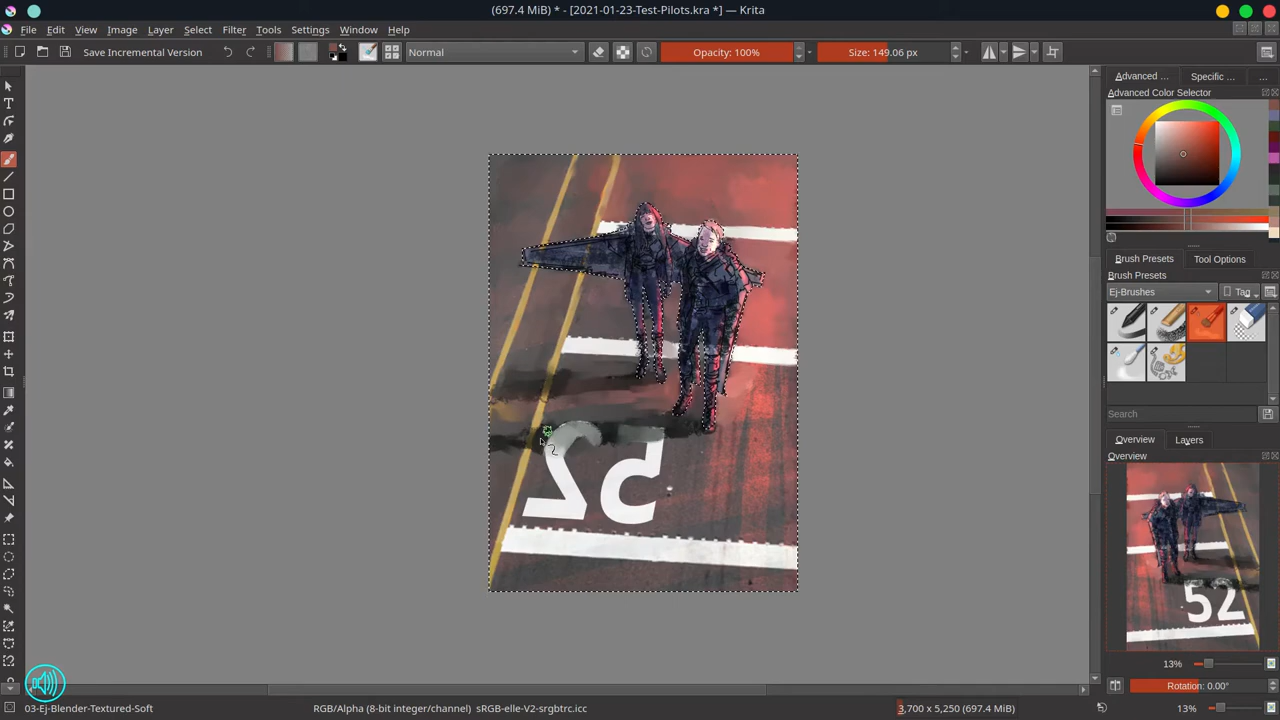 (697.4 MiB) * - [2021-01-23-Test-Pilots.kra *] — Krita
File Edit View Image Layer Select Filter Tools Settings Window Help
Save Incremental Version Normal Opacity: 100% Size: 149.06 px
Advanced ... Specific ... ...
Advanced Color Selector
Brush Presets Tool Options
Brush Presets
Ej-Brushes Tag
Search
Overview Layers
Overview
52
52
13%
Rotation: 0.00°
03-Ej-Blender-Textured-Soft RGB/Alpha (8-bit integer/channel) sRGB-elle-V2-srgbtrc.icc 3,700 x 5,250 (697.4 MiB) 13%